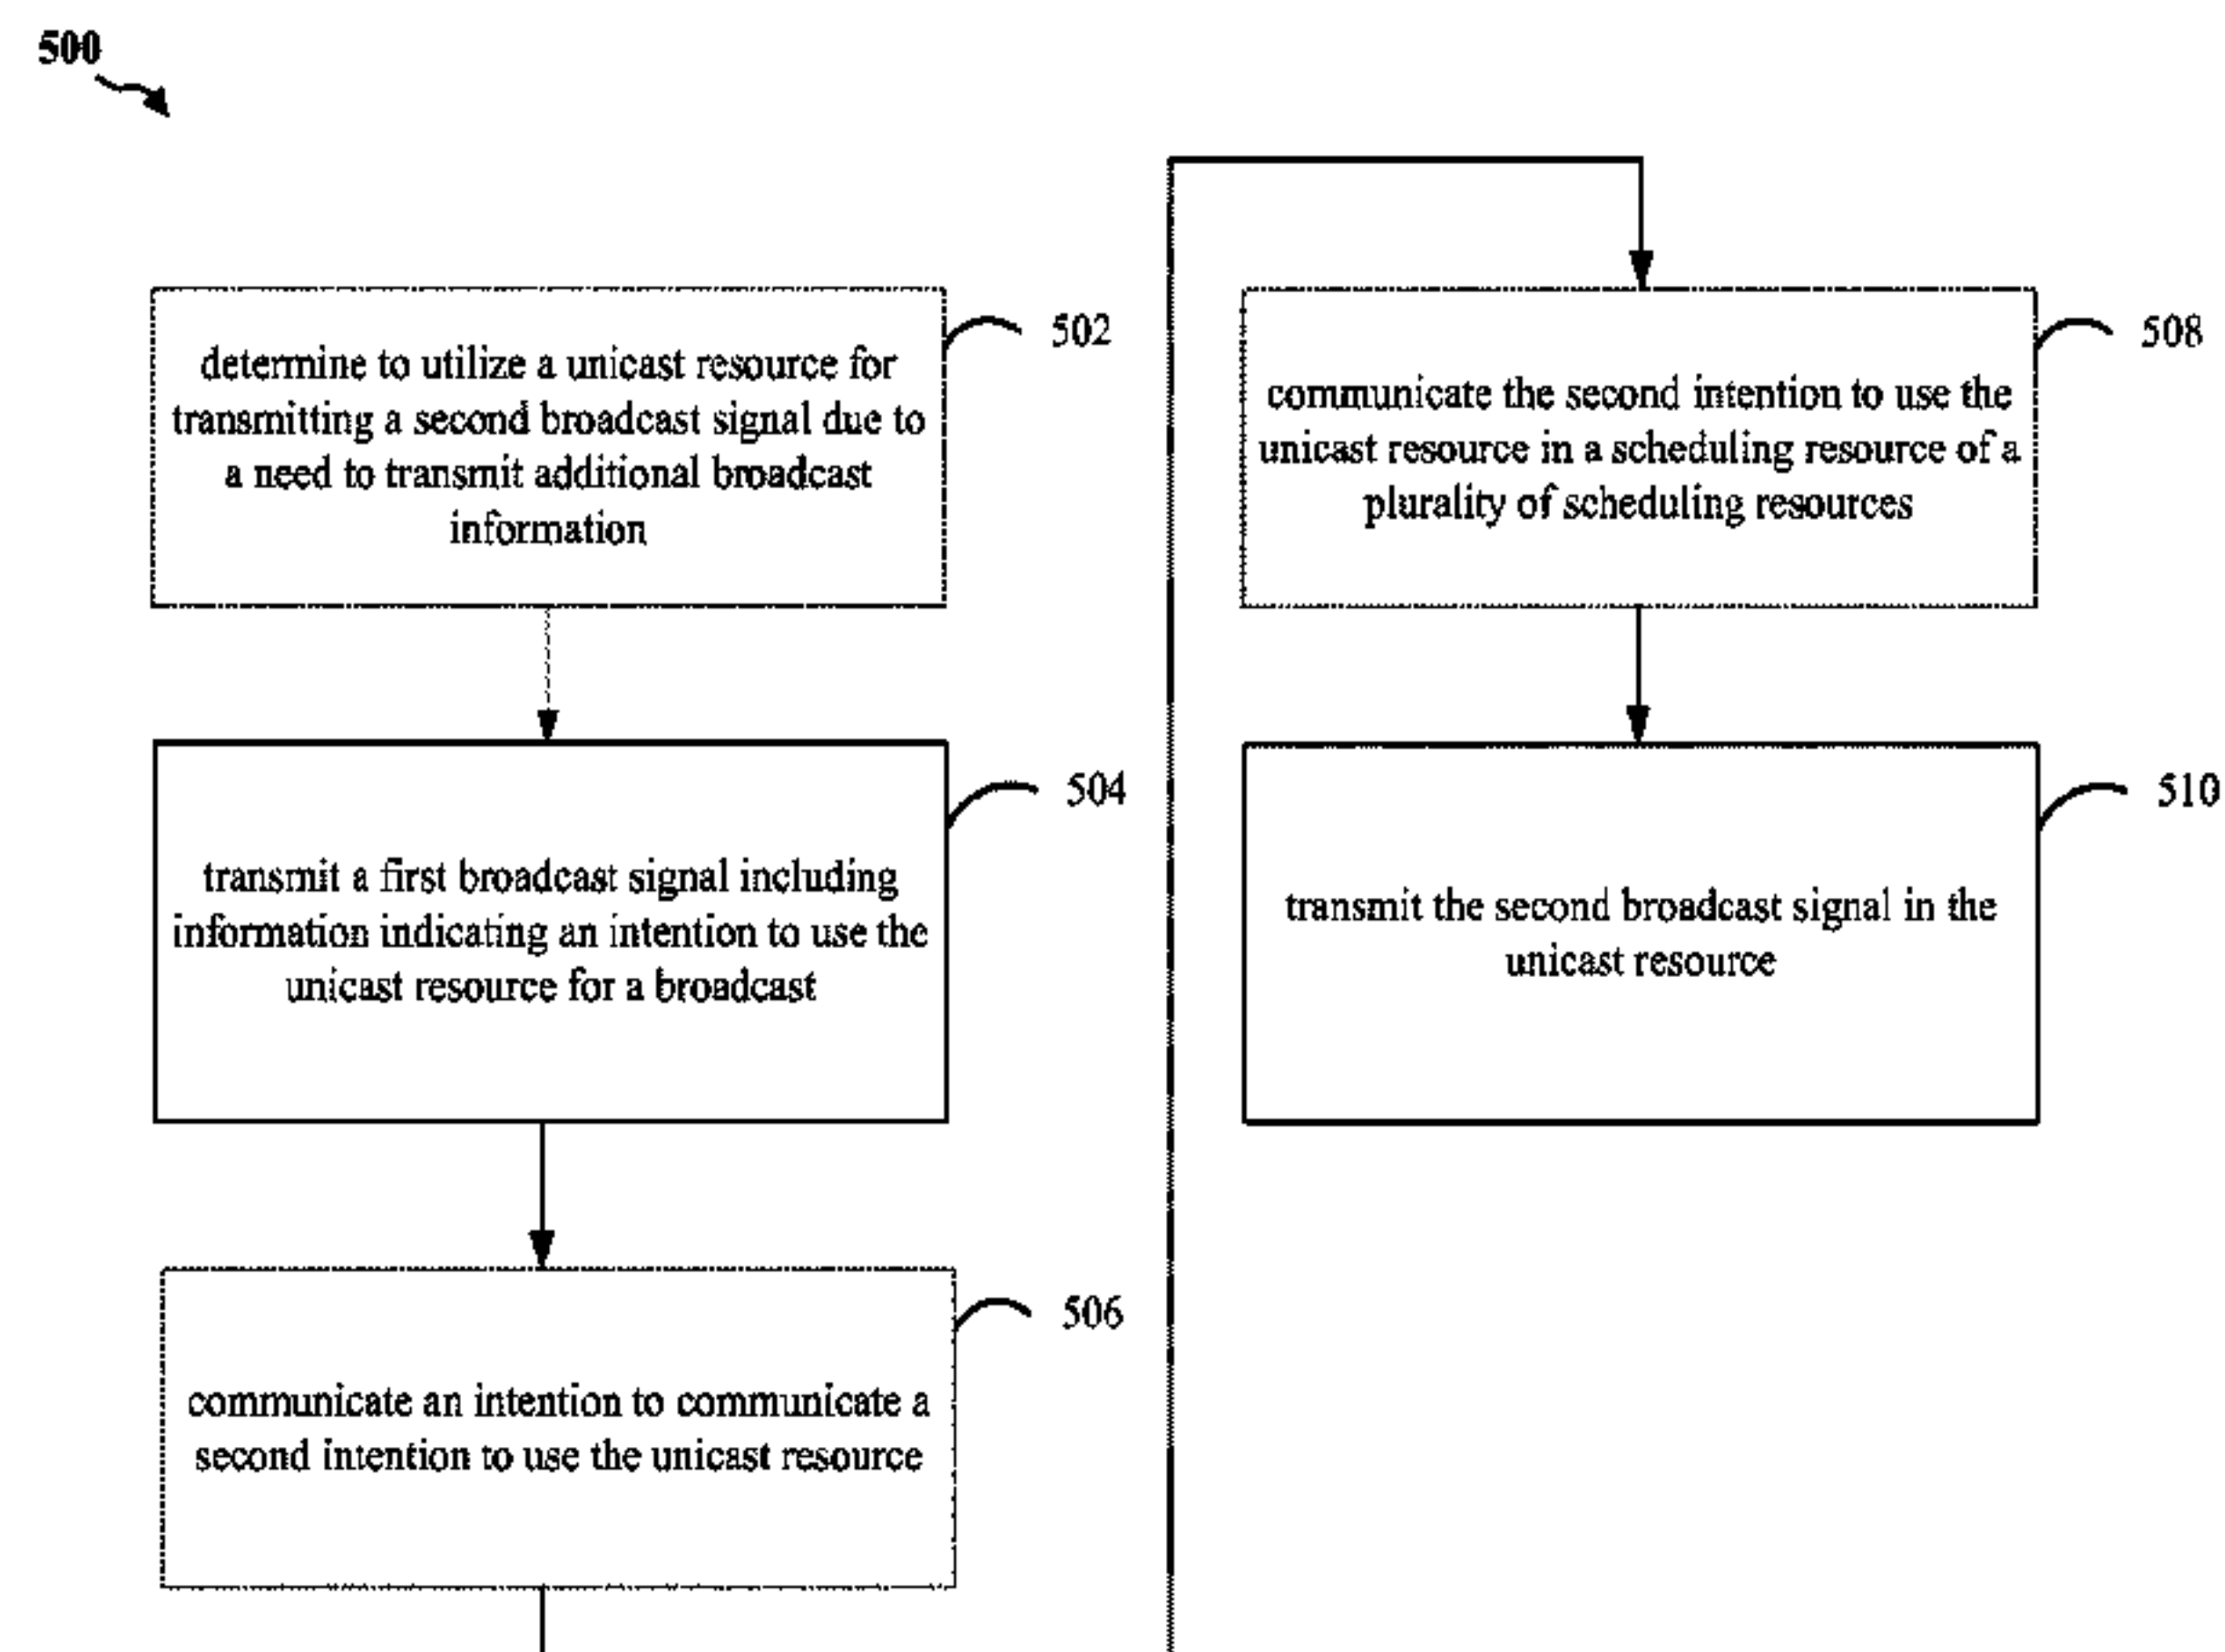 500
502
determine to utilize a unicast resource for
transmitting a second broadcast signal due to
a need to transmit additional broadcast
information
504
transmit a first broadcast signal including
information indicating an intention to use the
unicast resource for a broadcast
506
communicate an intention to communicate a
second intention to use the unicast resource
508
communicate the second intention to use the
unicast resource in a scheduling resource of a
plurality of scheduling resources
510
transmit the second broadcast signal in the
unicast resource